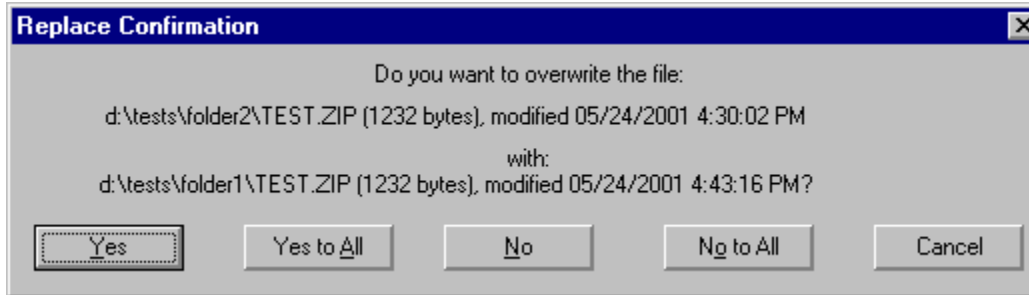 Replace Confirmation
Do you want to overwrite the file:
d:\tests\folder2\TEST.ZIP (1232 bytes), modified 05/24/2001 4:30:02 PM
with:
d:\tests\folder1\TEST.ZIP (1232 bytes), modified 05/24/2001 4:43:16 PM?
Yes Yes to All No No to All Cancel